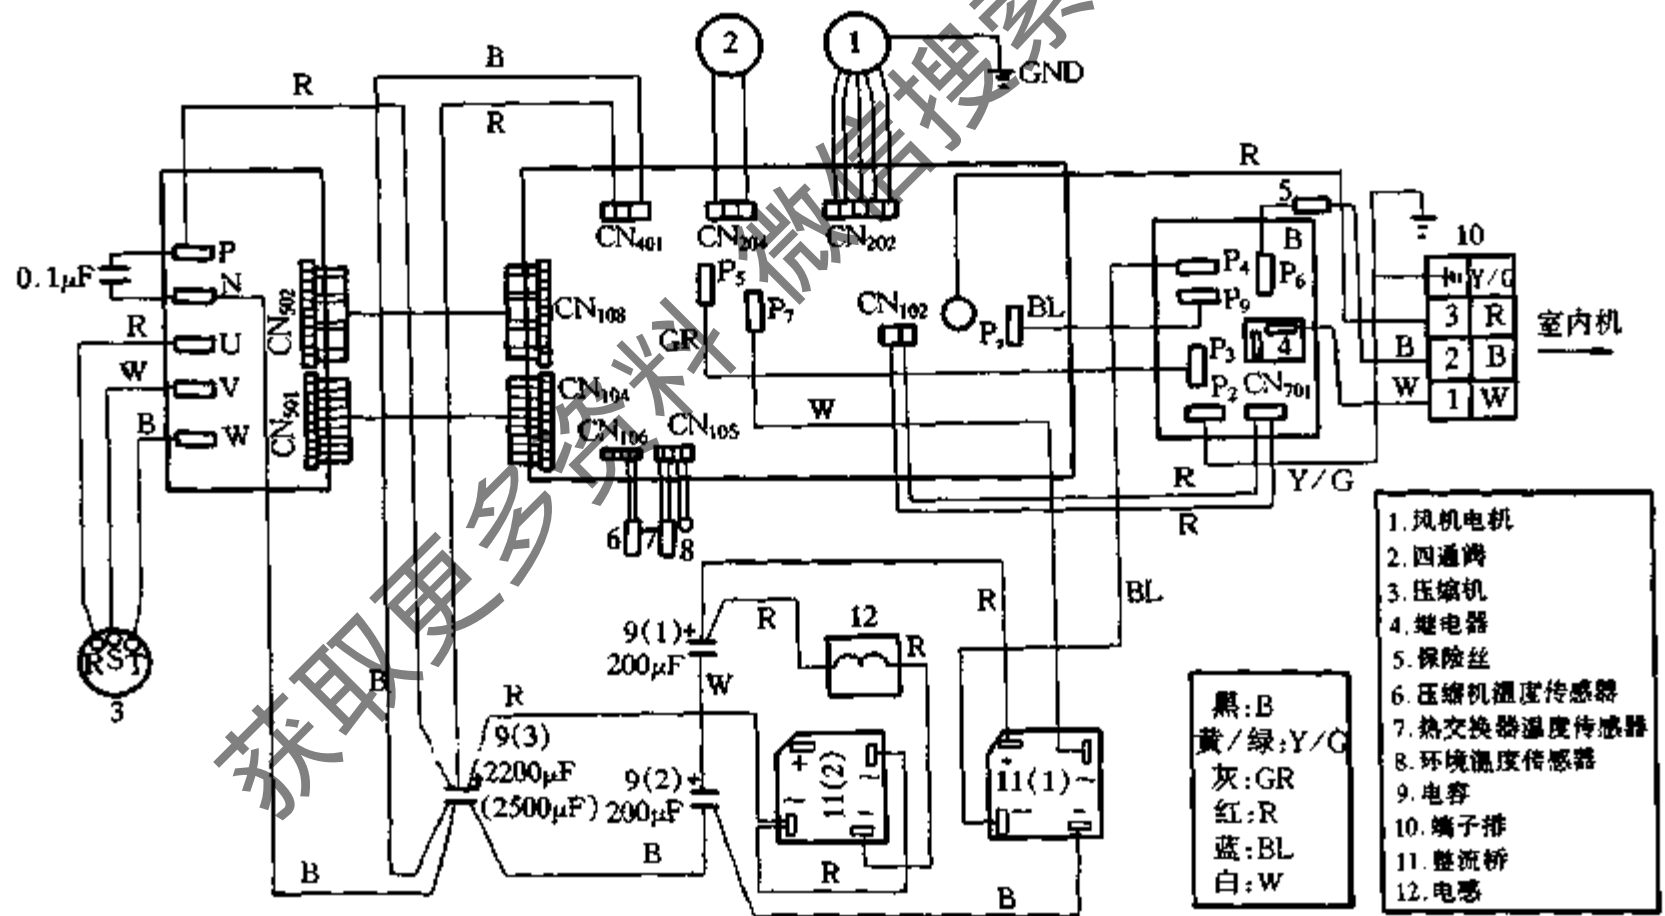 B
R
R
2
1
GND
R
CN401
CN204
CN202
5
B
10
0.1μF
P
N
U
V
W
R
W
B
CN502
CN501
CN108
CN104
CN106
CN105
P5
P7
GR
CN102
BL
P4
P9
P6
P3
P2
4
CN701
Y/G
3 R
2 B
1 W
B
W
室内机
W
R
R
Y/G
6
7
8
BL
RST
3
9(1)+
200μF
R
12
R
R
W
B
R
9(3)
2200μF
(2500μF)
9(2)+
200μF
+
11(2)
~
~
−
+
11(1)
~
~
-
B
B
R
B
黑:B
黄/绿:Y/G
灰:GR
红:R
蓝:BL
白:W
1.风机电机
2.四通阀
3.压缩机
4.继电器
5.保险丝
6.压缩机温度传感器
7.热交换器温度传感器
8.环境温度传感器
9.电容
10.端子排
11.整流桥
12.电感
获取更多资料 微信搜索